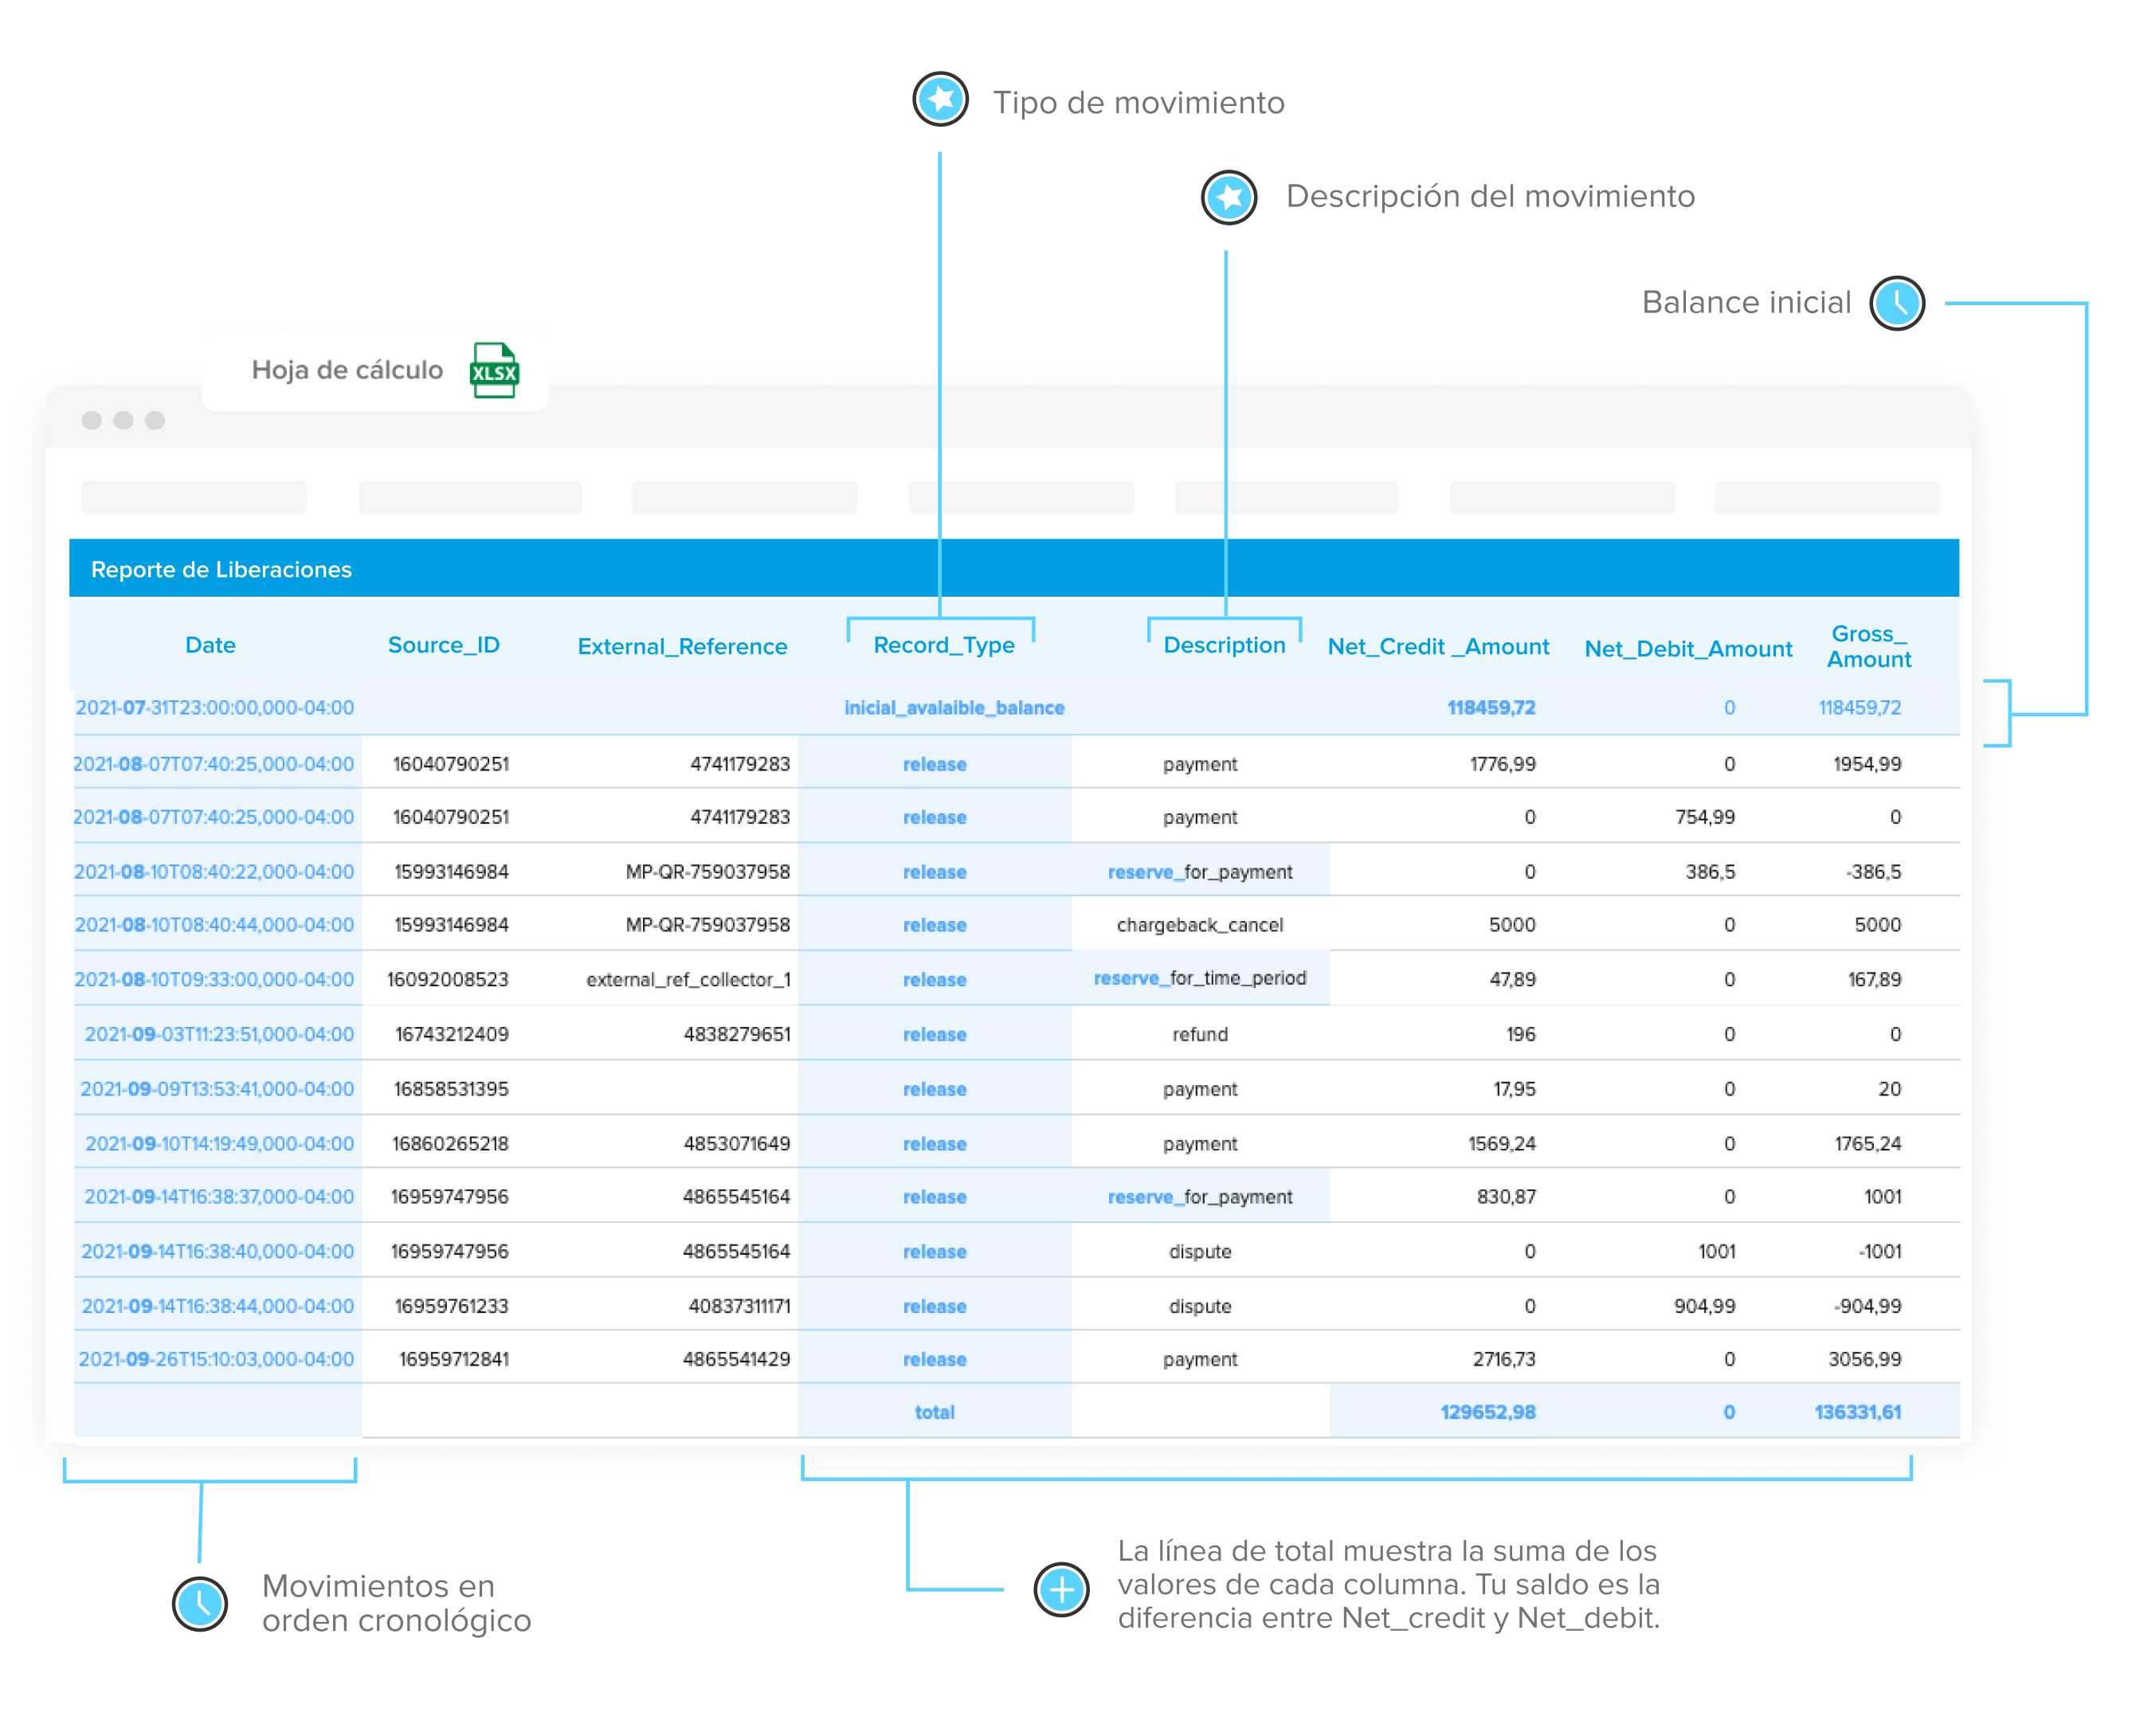 Tipo de movimiento
Descripción del movimiento
Balance inicial
Hoja de cálculo
XLSX
Reporte de Liberaciones
Date Source_ID External_Reference Record_Type Description Net_Credit _Amount Net_Debit_Amount Gross_
Amount
2021-07-31T23:00:00,000-04:00 inicial_avalaible_balance 118459,72 0 118459,72
2021-08-07T07:40:25,000-04:00 16040790251 4741179283 release payment 1776,99 0 1954,99
2021-08-07T07:40:25,000-04:00 16040790251 4741179283 release payment 0 754,99 0
2021-08-10T08:40:22,000-04:00 15993146984 MP-QR-759037958 release reserve_for_payment 0 386,5 -386,5
2021-08-10T08:40:44,000-04:00 15993146984 MP-QR-759037958 release chargeback_cancel 5000 0 5000
2021-08-10T09:33:00,000-04:00 16092008523 external_ref_collector_1 release reserve_for_time_period 47,89 0 167,89
2021-09-03T11:23:51,000-04:00 16743212409 4838279651 release refund 196 0 0
2021-09-09T13:53:41,000-04:00 16858531395 release payment 17,95 0 20
2021-09-10T14:19:49,000-04:00 16860265218 4853071649 release payment 1569,24 0 1765,24
2021-09-14T16:38:37,000-04:00 16959747956 4865545164 release reserve_for_payment 830,87 0 1001
2021-09-14T16:38:40,000-04:00 16959747956 4865545164 release dispute 0 1001 -1001
2021-09-14T16:38:44,000-04:00 16959761233 40837311171 release dispute 0 904,99 -904,99
2021-09-26T15:10:03,000-04:00 16959712841 4865541429 release payment 2716,73 0 3056,99
total 129652,98 0 136331,61
Movimientos en
orden cronológico
La línea de total muestra la suma de los
valores de cada columna. Tu saldo es la
diferencia entre Net_credit y Net_debit.